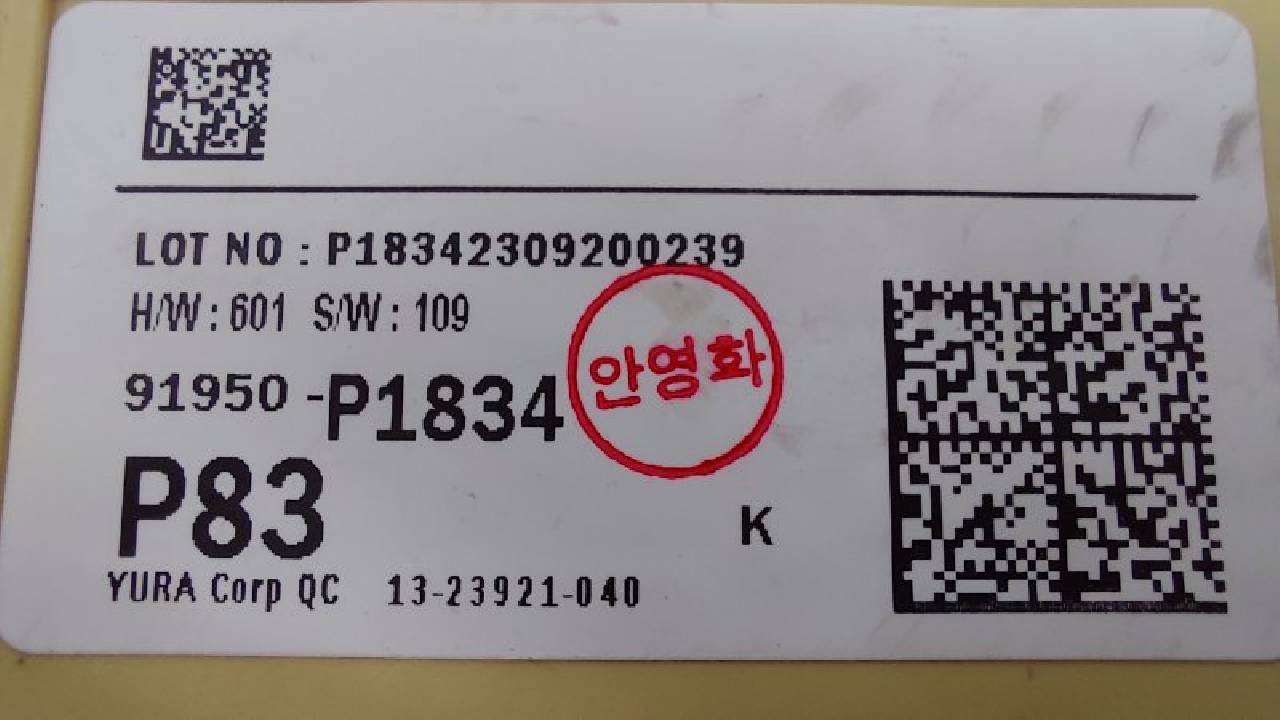 LOT NO : P18342309200239
H/W : 601 S/W : 109
안영화
91950 -P1834
P83
K
YURA Corp QC 13-23921-040